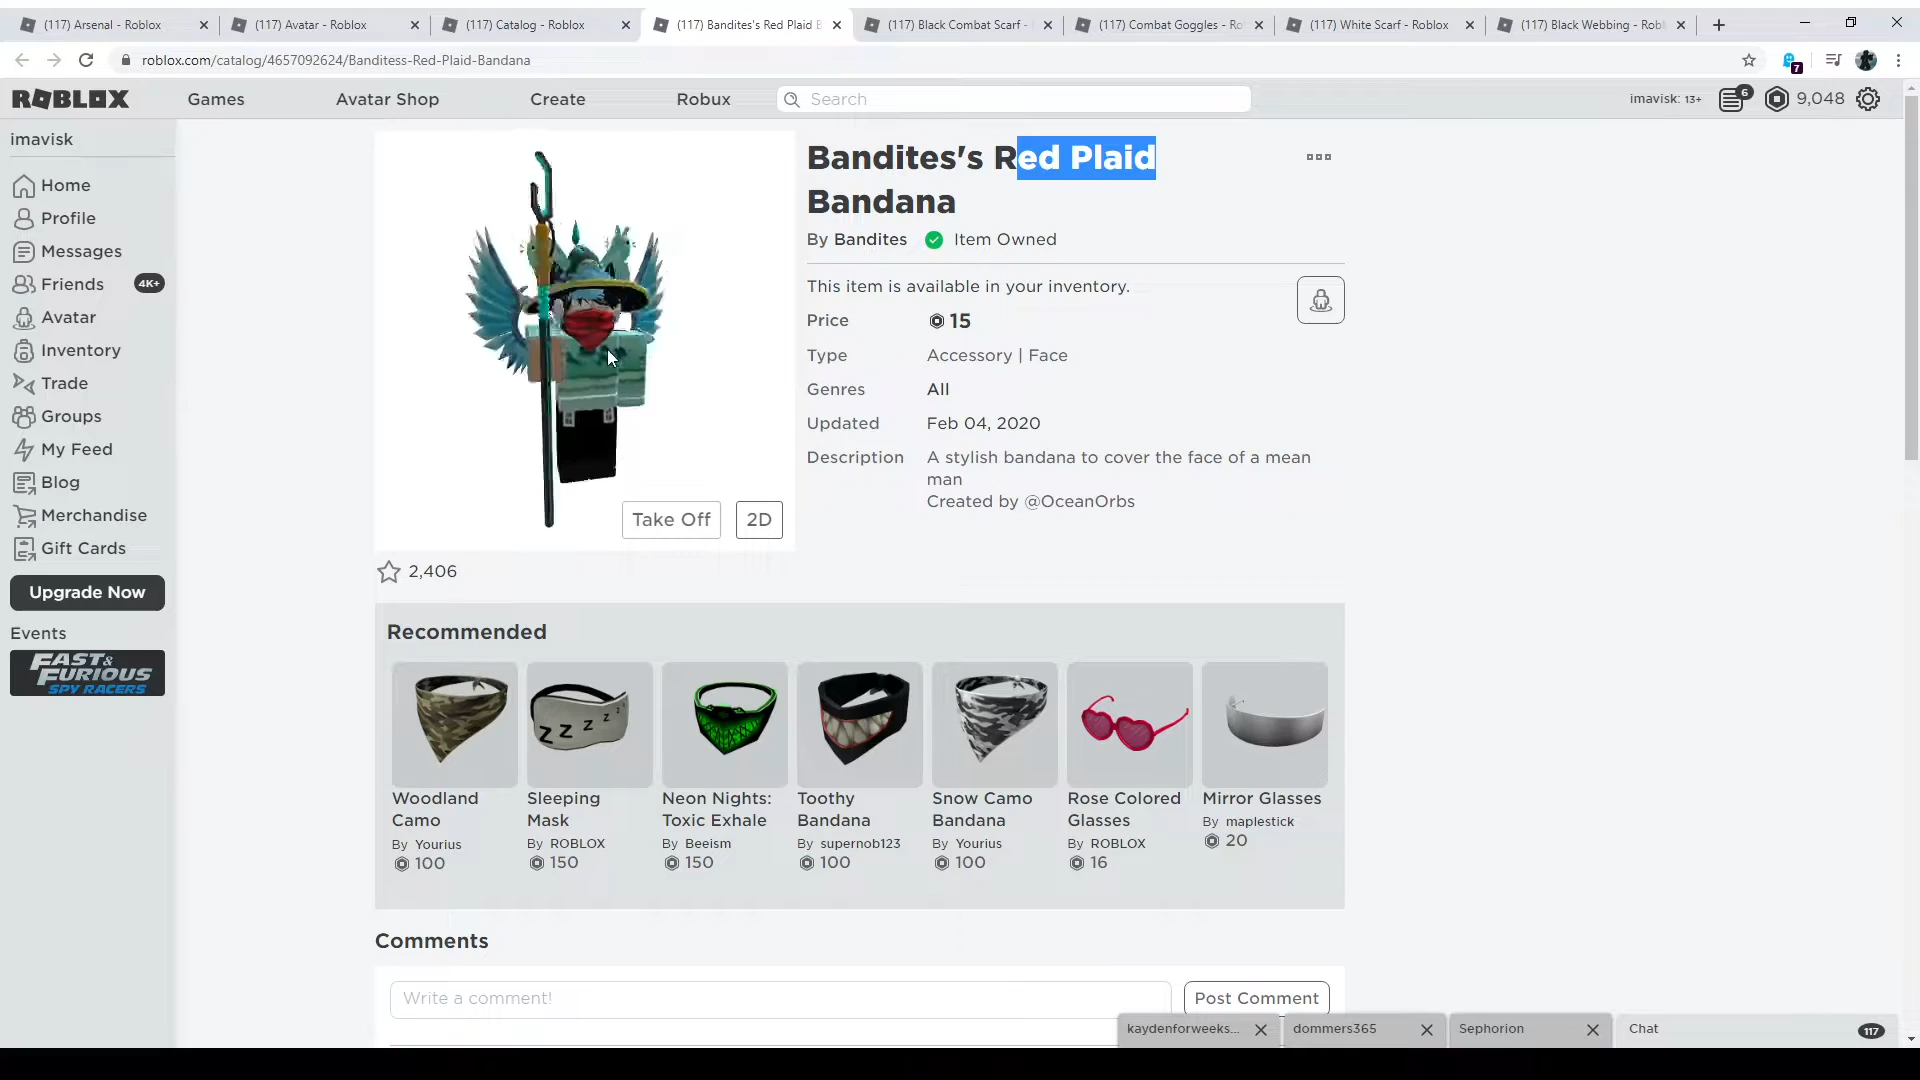 (117) Arsenal - Roblox
(117) Avatar - Roblox
(117) Catalog - Roblox
(117) Bandites's Red Plaid B
(117) Black Combat Scarf -
(117) Combat Goggles - Ro
(117) White Scarf - Roblox
(117) Black Webbing - Robl
roblox.com/catalog/4657092624/Banditess-Red-Plaid-Bandana
7
ROBLOX
Games
Avatar Shop
Create
Robux
Search
imavisk: 13+
6
9,048
imavisk
Home
Profile
Messages
Friends 4K+
Avatar
Inventory
Trade
Groups
My Feed
Blog
Merchandise
Gift Cards
Upgrade Now
Events
FAST & FURIOUS
SPY RACERS
Take Off
2D
2,406
Bandites's Red Plaid
Bandana
By Bandites Item Owned
This item is available in your inventory.
Price 15
Type Accessory | Face
Genres All
Updated Feb 04, 2020
Description A stylish bandana to cover the face of a mean
man
Created by @OceanOrbs
Recommended
Woodland
Camo
By Yourius
100
Sleeping
Mask
By ROBLOX
150
Neon Nights:
Toxic Exhale
By Beeism
150
Toothy
Bandana
By supernob123
100
Snow Camo
Bandana
By Yourius
100
Rose Colored
Glasses
By ROBLOX
16
Mirror Glasses
By maplestick
20
Comments
Write a comment!
Post Comment
kaydenforweeks...
dommers365
Sephorion
Chat
117